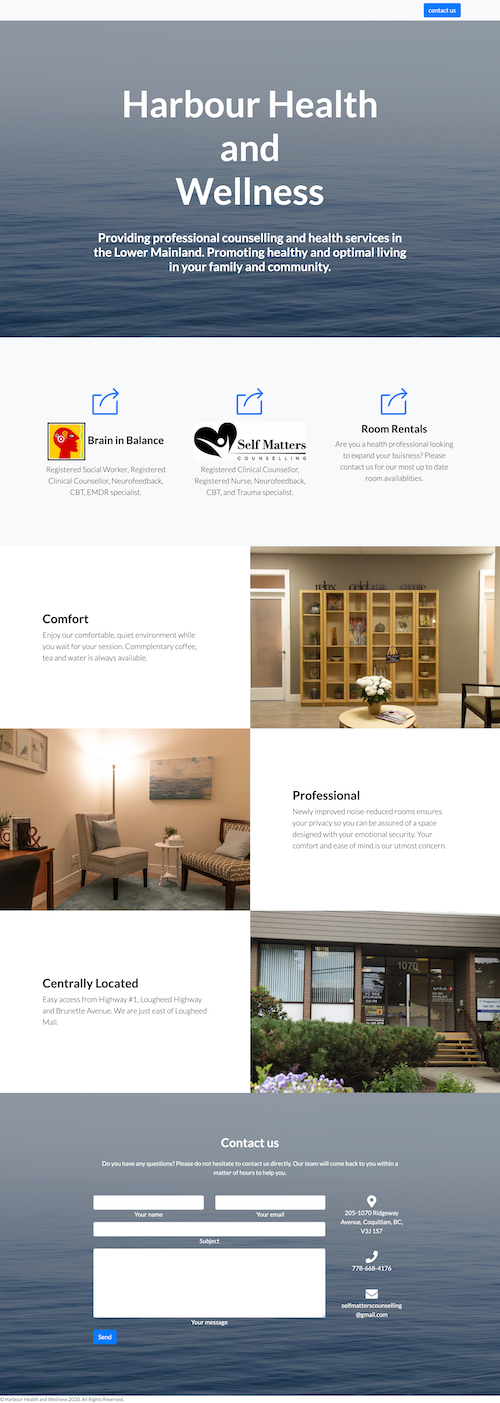 contact us
Harbour Health
and
Wellness
Providing professional counselling and health services in
the Lower Mainland. Promoting healthy and optimal living
in your family and community.
Brain in Balance
Registered Social Worker, Registered
Clinical Counsellor, Neurofeedback,
CBT, EMDR specialist.
Self Matters
COUNSELLING
Registered Clinical Counsellor,
Registered Nurse, Neurofeedback,
CBT, and Trauma specialist.
Room Rentals
Are you a health professional looking
to expand your buisness? Please
contact us for our most up to date
room availablities.
Comfort
Enjoy our comfortable, quiet environment while
you wait for your session. Commplentary coffee,
tea and water is always available.
relax celebrate create
Professional
Newly improved noise-reduced rooms ensures
your privacy so you can be assured of a space
designed with your emotional security. Your
comfort and ease of mind is our utmost concern.
&
Centrally Located
Easy access from Highway #1, Lougheed Highway
and Brunette Avenue. We are just east of Lougheed
Mall.
1070
Contact us
Do you have any questions? Please do not hesitate to contact us directly. Our team will come back to you within a
matter of hours to help you.
Your name
Your email
Subject
Your message
Send
205-1070 Ridgeway
Avenue, Coquitlam, BC,
V3J 1S7
778-668-4176
selfmatterscounselling
@gmail.com
© Harbour Health and Wellness 2020. All Rights Reserved.